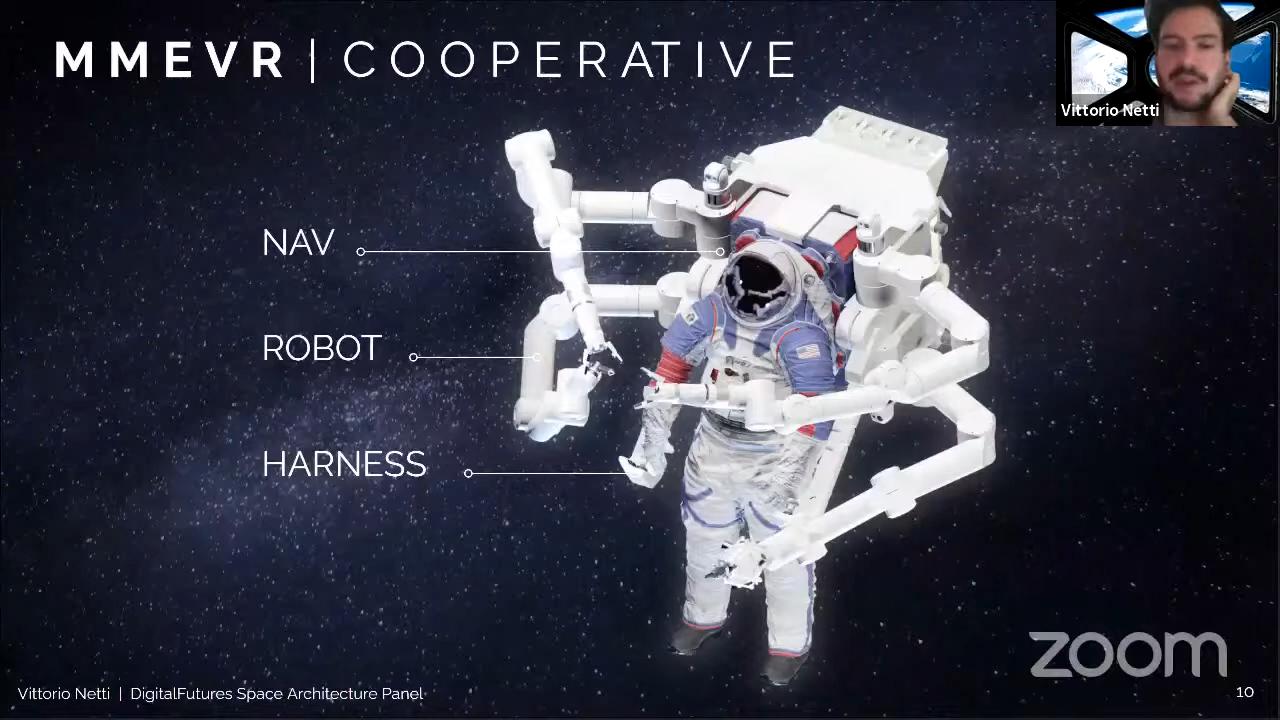 MMEVR | COOPERATIVE
Vittorio Netti
NAV
ROBOT
HARNESS
zoom
Vittorio Netti | DigitalFutures Space Architecture Panel
10